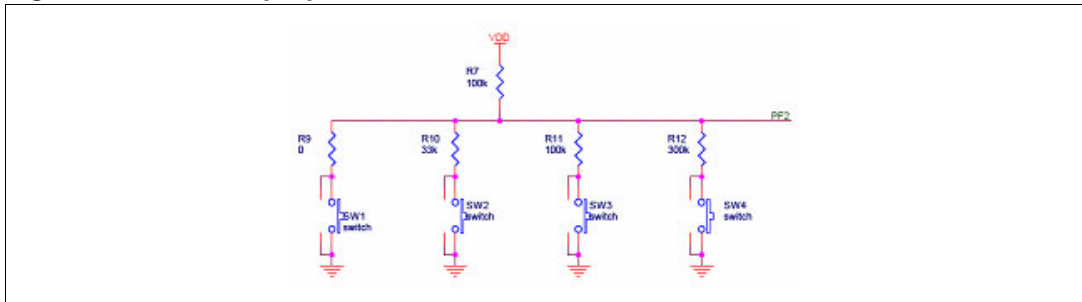 VDD
R7
100k
PF2
R9
0
R10
33k
R11
100k
R12
300k
SW1
switch
SW2
switch
SW3
switch
SW4
switch